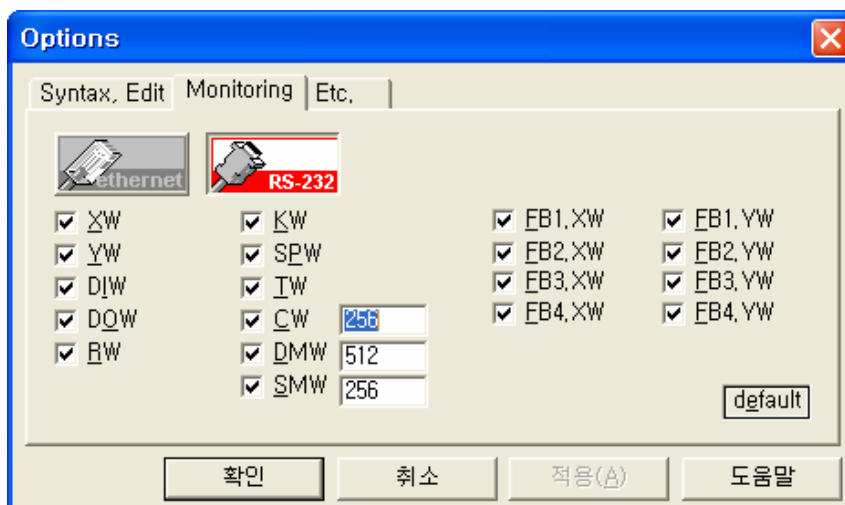 Options
Syntax, Edit Monitoring Etc,
ethernet RS-232
XW KW FB1,XW FB1,YW
YW SPW FB2,XW FB2,YW
DIW TW FB3,XW FB3,YW
DOW CW 256 FB4,XW FB4,YW
RW DMW 512
SMW 256
default
확인 취소 적용(A) 도움말